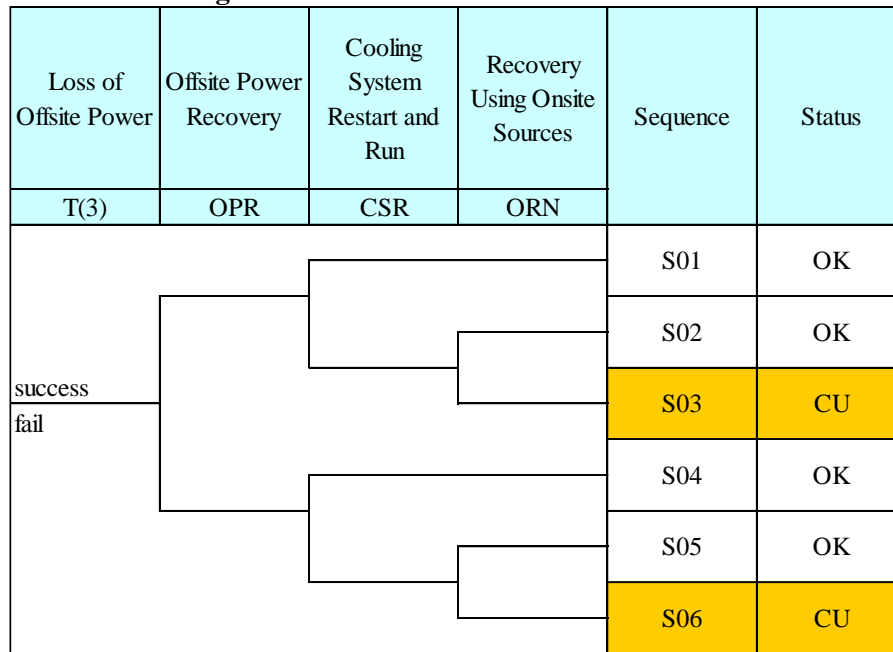 Loss of
Offsite Power
Offsite Power
Recovery
Cooling
System
Restart and
Run
Recovery
Using Onsite
Sources
Sequence
Status
T(3)
OPR
CSR
ORN
S01
OK
S02
OK
success
fail
S03
CU
S04
OK
S05
OK
S06
CU